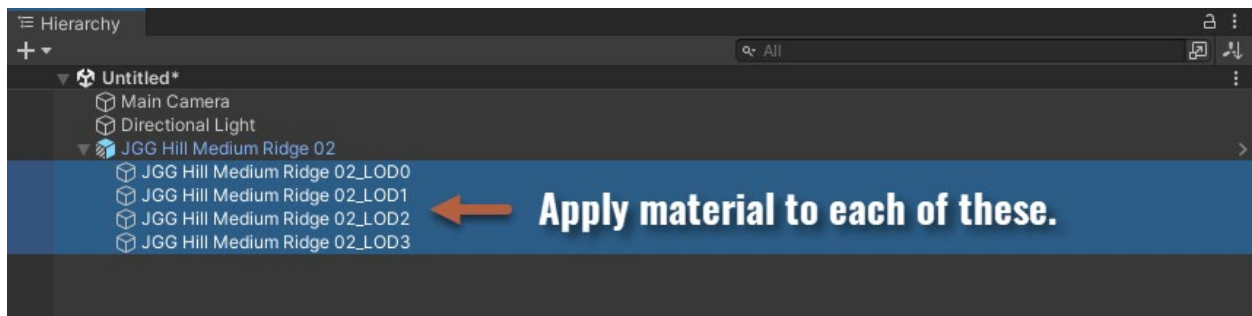 Hierarchy
All
Untitled*
Main Camera
Directional Light
JGG Hill Medium Ridge 02
JGG Hill Medium Ridge 02_LOD0
JGG Hill Medium Ridge 02_LOD1
JGG Hill Medium Ridge 02_LOD2
JGG Hill Medium Ridge 02_LOD3
Apply material to each of these.